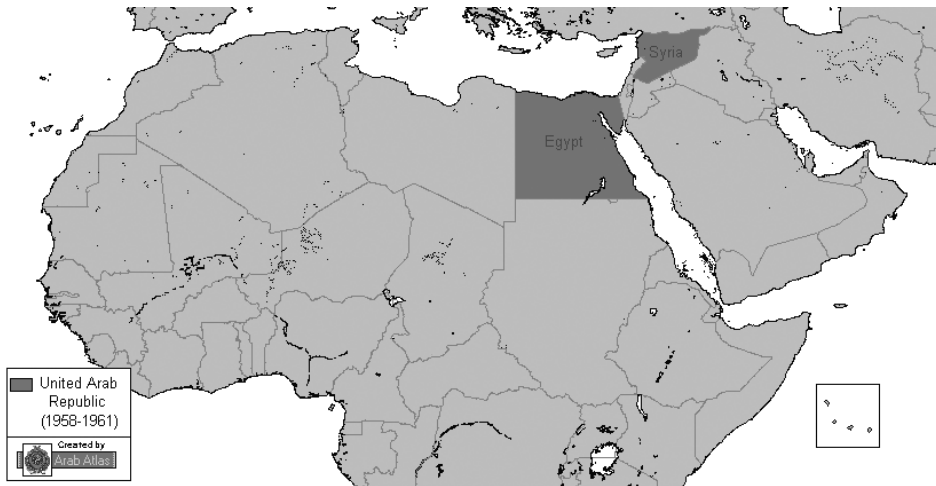 Syria
Egypt
United Arab
Republic
(1958-1961)
Created by
Arab Atlas